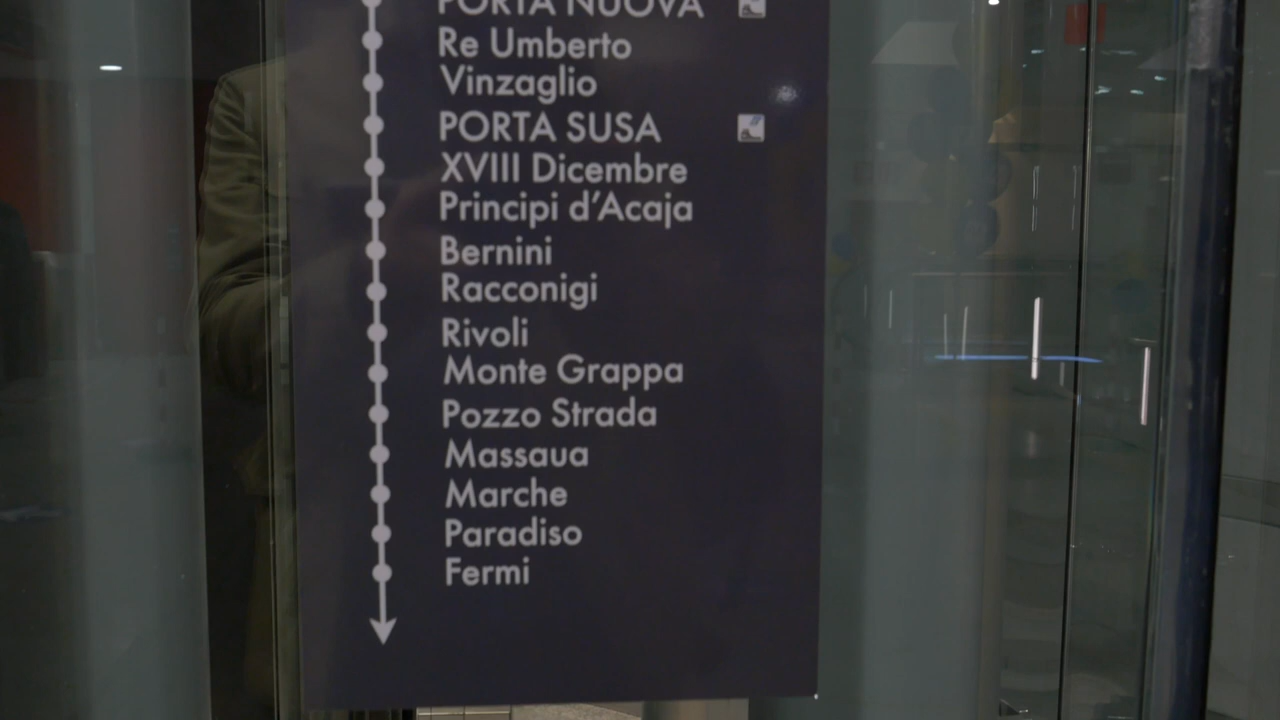 PORTA NUOVA
Re Umberto
Vinzaglio
PORTA SUSA
XVIII Dicembre
Principi d'Acaja
Bernini
Racconigi
Rivoli
Monte Grappa
Pozzo Strada
Massaua
Marche
Paradiso
Fermi